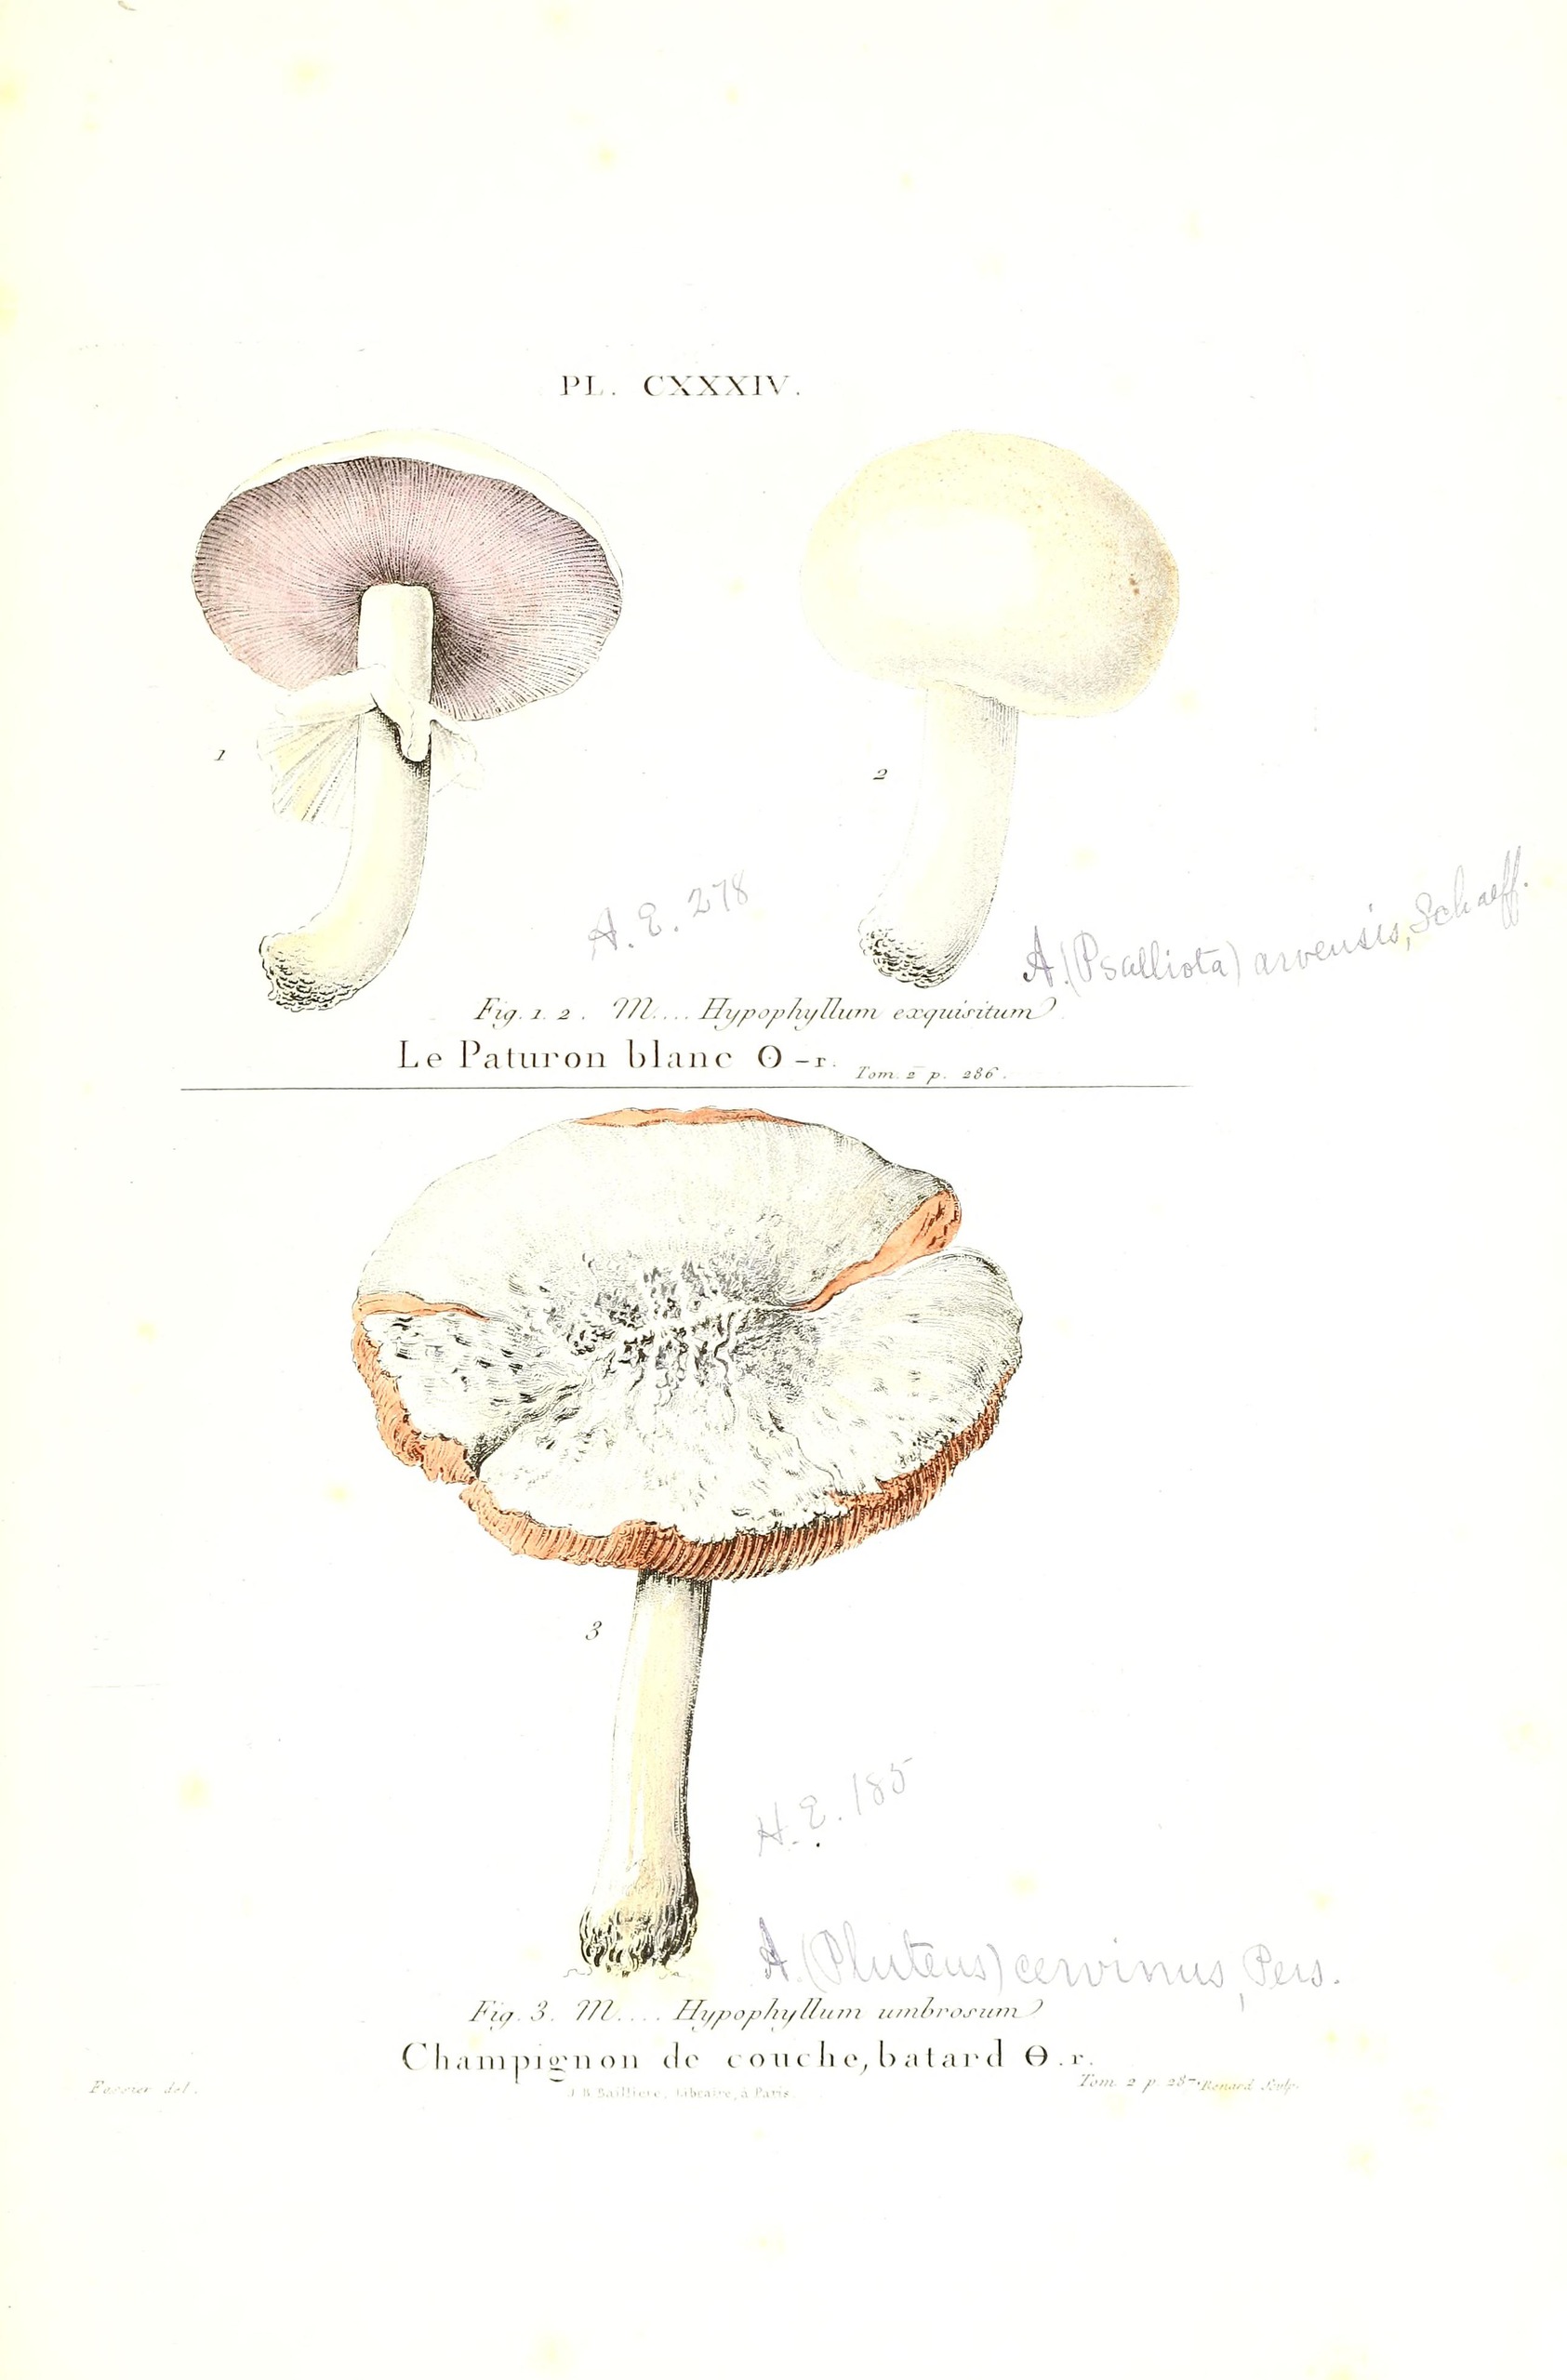 PL. CXXXIV.
1
2
A. E. 278
A. (Psalliota) arvensis, Schaeff.
Fig. 1. 2. M.... Hypophyllum exquisitum
Le Paturon blanc Θ - r. Tom. 2 p. 286.
3
H. E. 185
A. (Pluteus) cervinus, Pers.
Fig. 3. M.... Hypophyllum umbrosum
Champignon de couche, batard Θ. r.
Tom. 2 p. 287.
del. J. B. Bailliere, Libraire, à Paris. Renard Sculp.